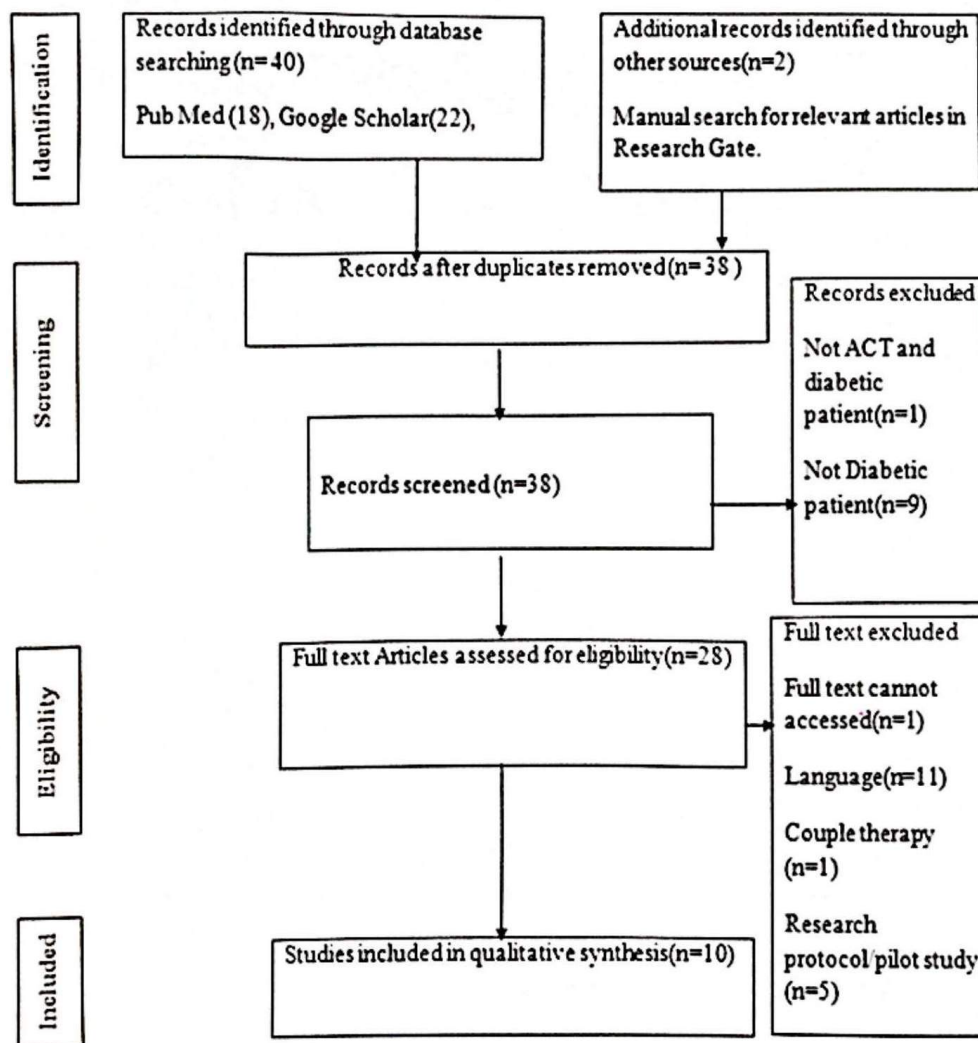 Identification
Records identified through database
searching(n=40)
Pub Med (18), Google Scholar(22),
Additional records identified through
other sources(n=2)
Manual search for relevant articles in
Research Gate.
Screening
Records after duplicates removed(n=38 )
Records screened (n=38)
Records excluded
Not ACT and
diabetic
patient(n=1)
Not Diabetic
patient(n=9)
Eligibility
Full text Articles assessed for eligibility(n=28)
Full text excluded
Full text cannot
accessed(n=1)
Language(n=11)
Couple therapy
(n=1)
Research
protocol/pilot study
(n=5)
Included
Studies included in qualitative synthesis(n=10)